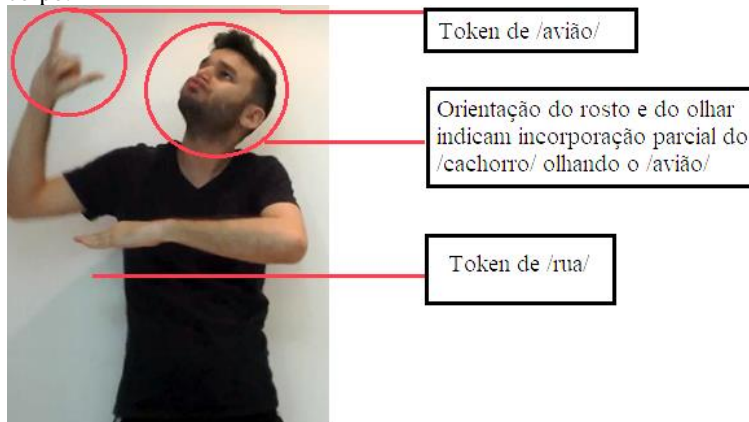 Token de /avião/
Orientação do rosto e do olhar
indicam incorporação parcial do
/cachorro/ olhando o /avião/
Token de /rua/